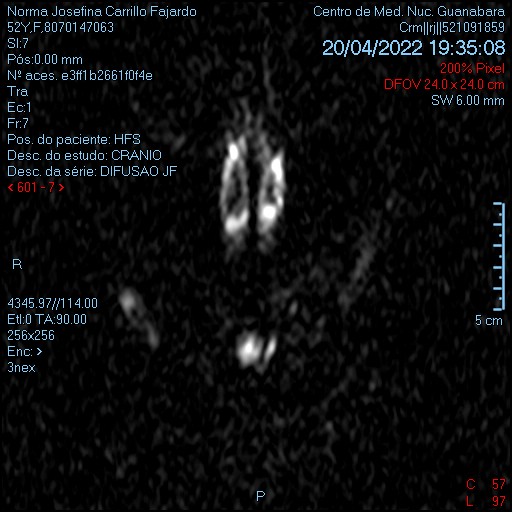 Norma Josefina Carrillo Fajardo
52Y,F,8070147063
Sl:7
Pós:0.00 mm
Nº aces. e3ff1b2661f0f4e
Tra
Ec:1
Fr:7
Pos. do paciente: HFS
Desc. do estudo: CRANIO
Desc. da série: DIFUSAO JF
< 601 - 7 >
Centro de Med. Nuc. Guanabara
Crm||rj||521091859
20/04/2022 19:35:08
200% Pixel
DFOV 24.0 x 24.0 cm
SW 6.00 mm
R
4345.97//114.00
Etl:0 TA:90.00
256x256
Enc: >
3nex
5 cm
P
C 57
L 97